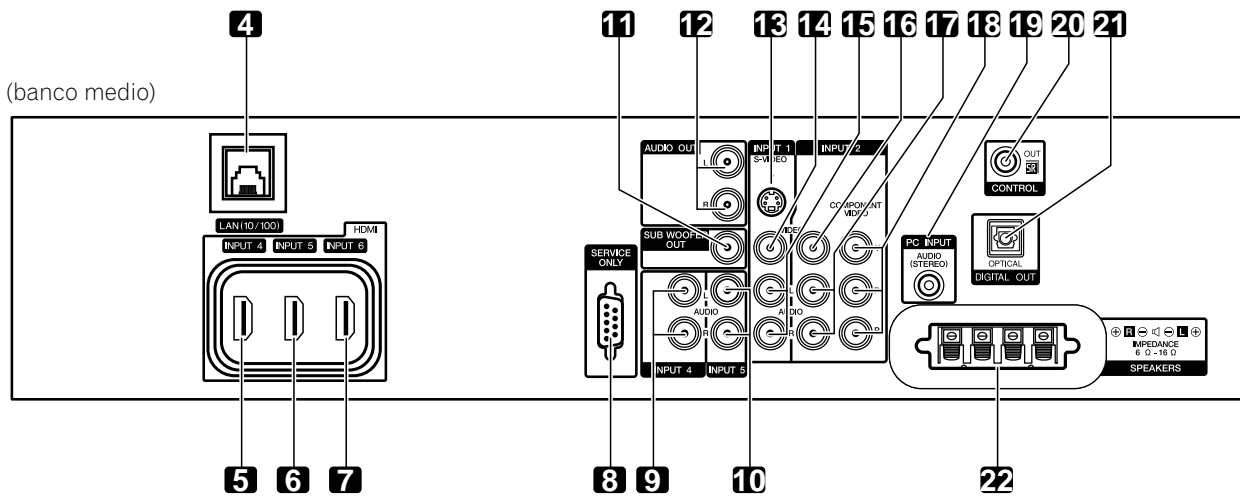 4
11
12
13
14
15
16
17
18
19
20
21
(banco medio)
LAN (10/100)
HDMI
INPUT 4
INPUT 5
INPUT 6
AUDIO OUT
L
R
SUB WOOFER
OUT
SERVICE
ONLY
INPUT 1
S-VIDEO
VIDEO
INPUT 2
COMPONENT
VIDEO
L
AUDIO
R
L
AUDIO
R
INPUT 4
INPUT 5
PC INPUT
AUDIO
(STEREO)
OUT
SR
CONTROL
OPTICAL
DIGITAL OUT
⊕ R ⊖ ⊖ L ⊕
IMPEDANCE
6 Ω -16 Ω
SPEAKERS
5
6
7
8
9
10
22